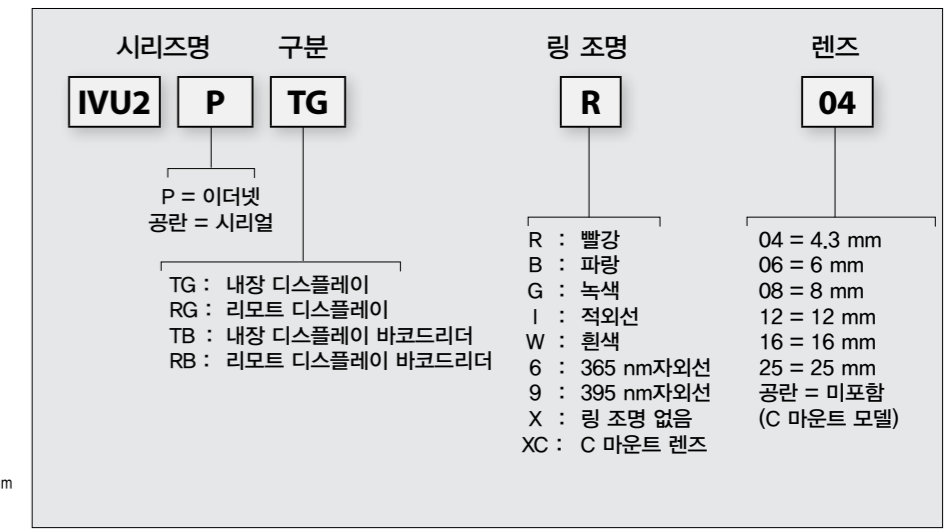 시리즈명 구분 링 조명 렌즈
IVU2 P TG R 04
P = 이더넷
공란 = 시리얼
TG : 내장 디스플레이
RG : 리모트 디스플레이
TB : 내장 디스플레이 바코드리더
RB : 리모트 디스플레이 바코드리더
R : 빨강
B : 파랑
G : 녹색
I : 적외선
W : 흰색
6 : 365 nm자외선
9 : 395 nm자외선
X : 링 조명 없음
XC : C 마운트 렌즈
04 = 4.3 mm
06 = 6 mm
08 = 8 mm
12 = 12 mm
16 = 16 mm
25 = 25 mm
공란 = 미포함
(C 마운트 모델)
m